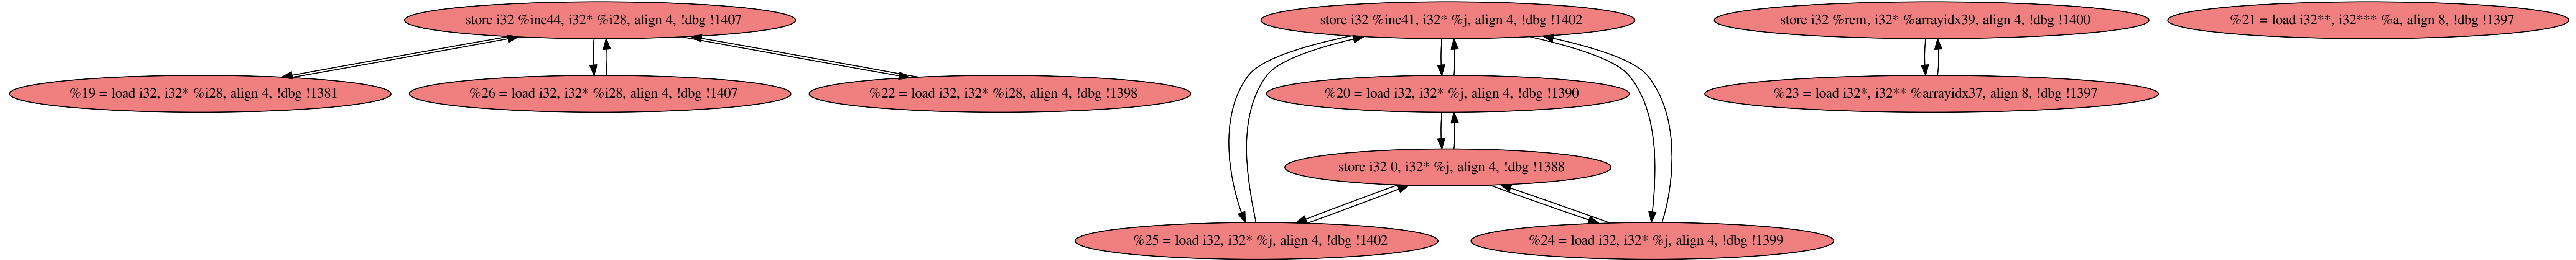 store i32 %inc44, i32* %i28, align 4, !dbg !1407
store i32 %inc41, i32* %j, align 4, !dbg !1402
store i32 %rem, i32* %arrayidx39, align 4, !dbg !1400
%21 = load i32**, i32*** %a, align 8, !dbg !1397
%19 = load i32, i32* %i28, align 4, !dbg !1381
%26 = load i32, i32* %i28, align 4, !dbg !1407
%22 = load i32, i32* %i28, align 4, !dbg !1398
%20 = load i32, i32* %j, align 4, !dbg !1390
%23 = load i32*, i32** %arrayidx37, align 8, !dbg !1397
store i32 0, i32* %j, align 4, !dbg !1388
%25 = load i32, i32* %j, align 4, !dbg !1402
%24 = load i32, i32* %j, align 4, !dbg !1399